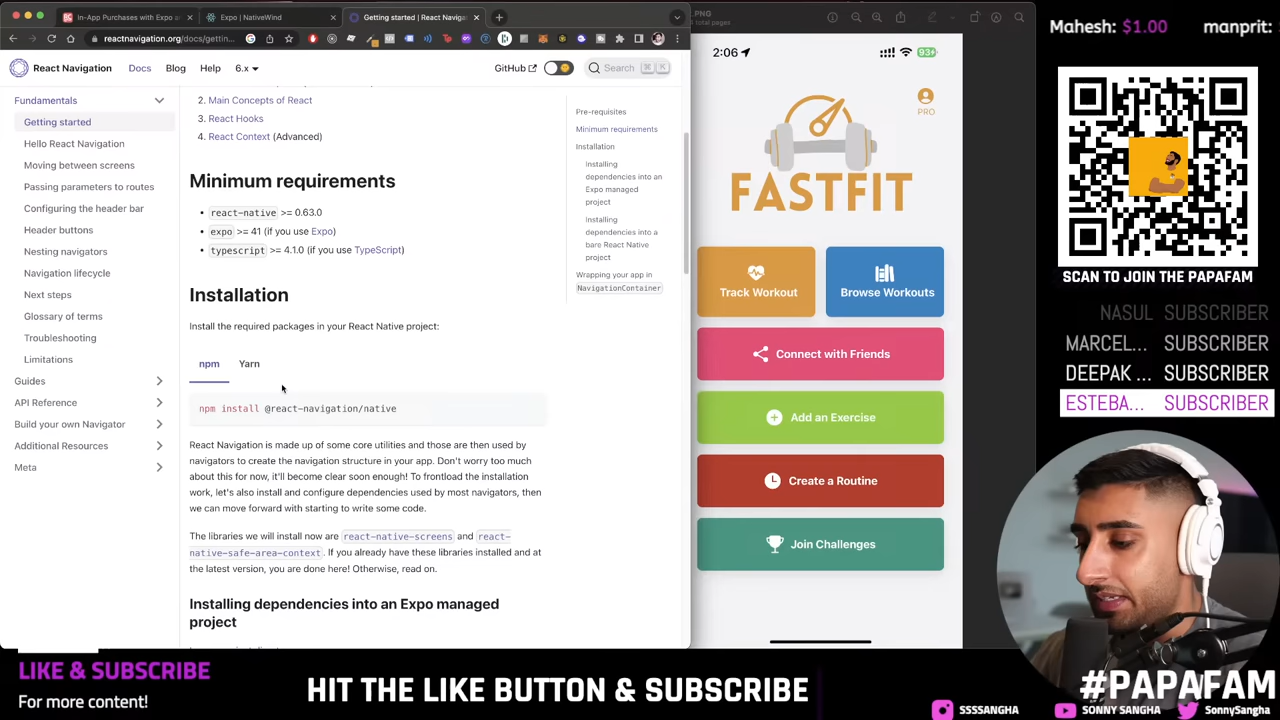 In-App Purchases with Expo an
Expo | NativeWind
Getting started | React Naviga
reactnavigation.org/docs/gettin...
React Navigation
Docs
Blog
Help
6.x
GitHub
Search
K
Fundamentals
Getting started
Hello React Navigation
Moving between screens
Passing parameters to routes
Configuring the header bar
Header buttons
Nesting navigators
Navigation lifecycle
Next steps
Glossary of terms
Troubleshooting
Limitations
Guides
API Reference
Build your own Navigator
Additional Resources
Meta
2. Main Concepts of React
3. React Hooks
4. React Context (Advanced)
Minimum requirements
react-native >= 0.63.0
expo >= 41 (if you use Expo)
typescript >= 4.1.0 (if you use TypeScript)
Installation
Install the required packages in your React Native project:
npm
Yarn
npm install @react-navigation/native
React Navigation is made up of some core utilities and those are then used by
navigators to create the navigation structure in your app. Don't worry too much
about this for now, it'll become clear soon enough! To frontload the installation
work, let's also install and configure dependencies used by most navigators, then
we can move forward with starting to write some code.
The libraries we will install now are react-native-screens and react-
native-safe-area-context. If you already have these libraries installed and at
the latest version, you are done here! Otherwise, read on.
Installing dependencies into an Expo managed
project
Pre-requisites
Minimum requirements
Installation
Installing
dependencies into an
Expo managed
project
Installing
dependencies into a
bare React Native
project
Wrapping your app in
NavigationContainer
.PNG
4 total pages
2:06
93+
PRO
FASTFIT
Track Workout
Browse Workouts
Connect with Friends
Add an Exercise
Create a Routine
Join Challenges
Mahesh: $1.00
manprit:
SCAN TO JOIN THE PAPAFAM
NASUL SUBSCRIBER
MARCEL... SUBSCRIBER
DEEPAK ... SUBSCRIBER
ESTEBA... SUBSCRIBER
LIKE & SUBSCRIBE
For more content!
HIT THE LIKE BUTTON & SUBSCRIBE
#PAPAFAM
SSSSANGHA
SONNY SANGHA
SonnySangha